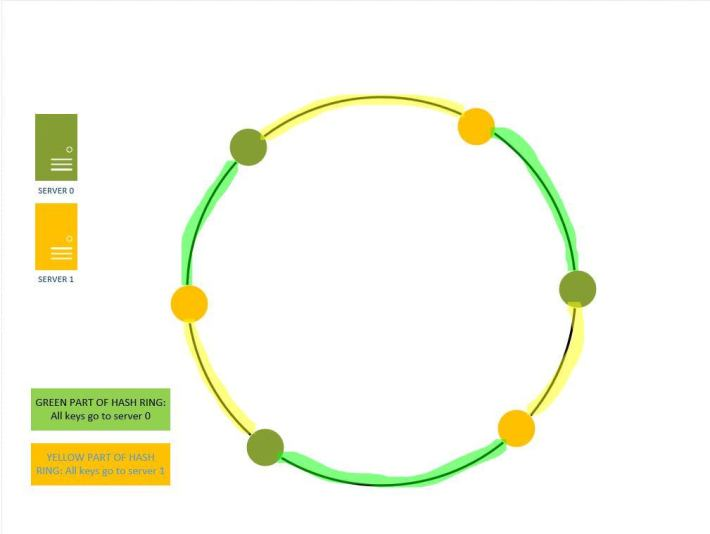 SERVER 0
SERVER 1
GREEN PART OF HASH RING:
All keys go to server 0
YELLOW PART OF HASH
RING: All keys go to server 1